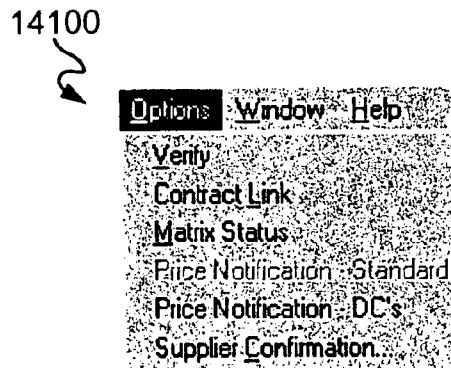 14100
Options Window Help
Verify
Contract Link
Matrix Status
Price Notification - Standard
Price Notification - DC's
Supplier Confirmation...